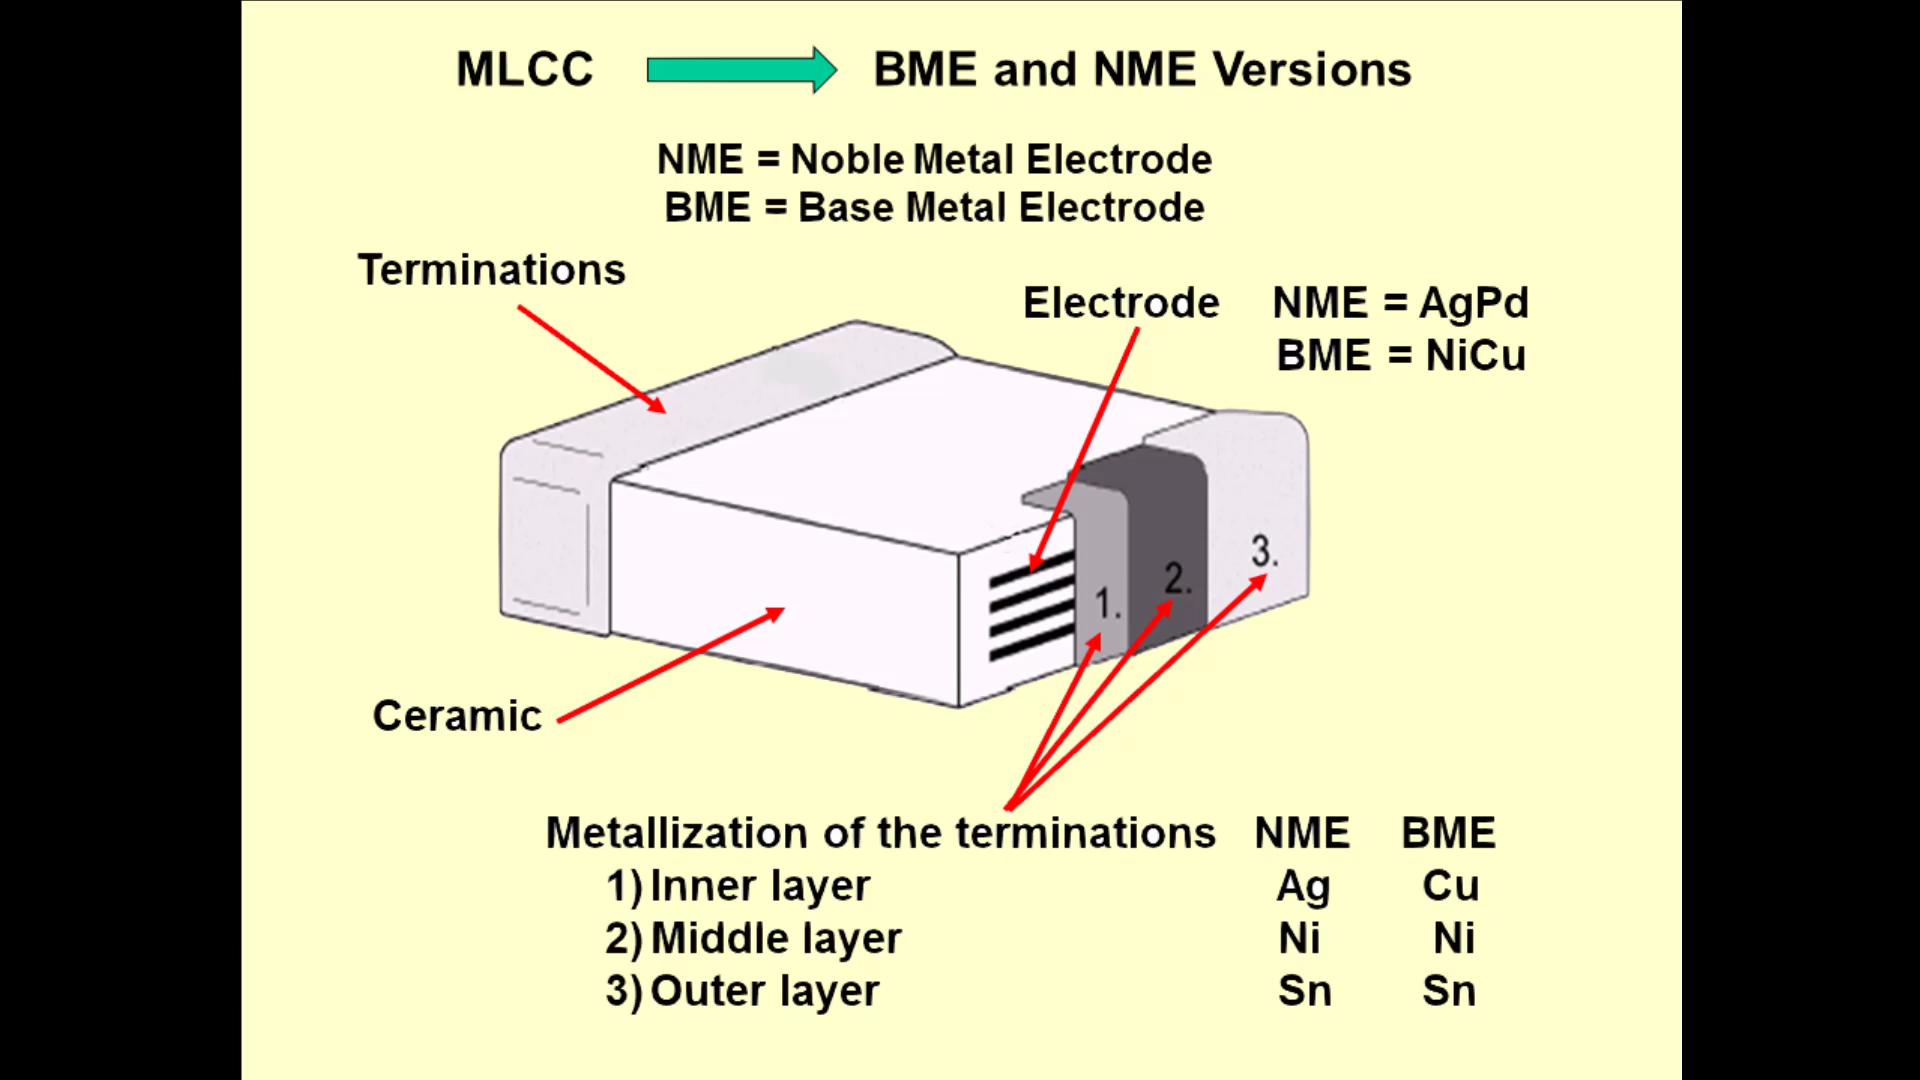 MLCC BME and NME Versions
NME = Noble Metal Electrode
BME = Base Metal Electrode
Terminations
Electrode NME = AgPd
BME = NiCu
3.
2.
1.
Ceramic
Metallization of the terminations NME BME
1) Inner layer Ag Cu
2) Middle layer Ni Ni
3) Outer layer Sn Sn